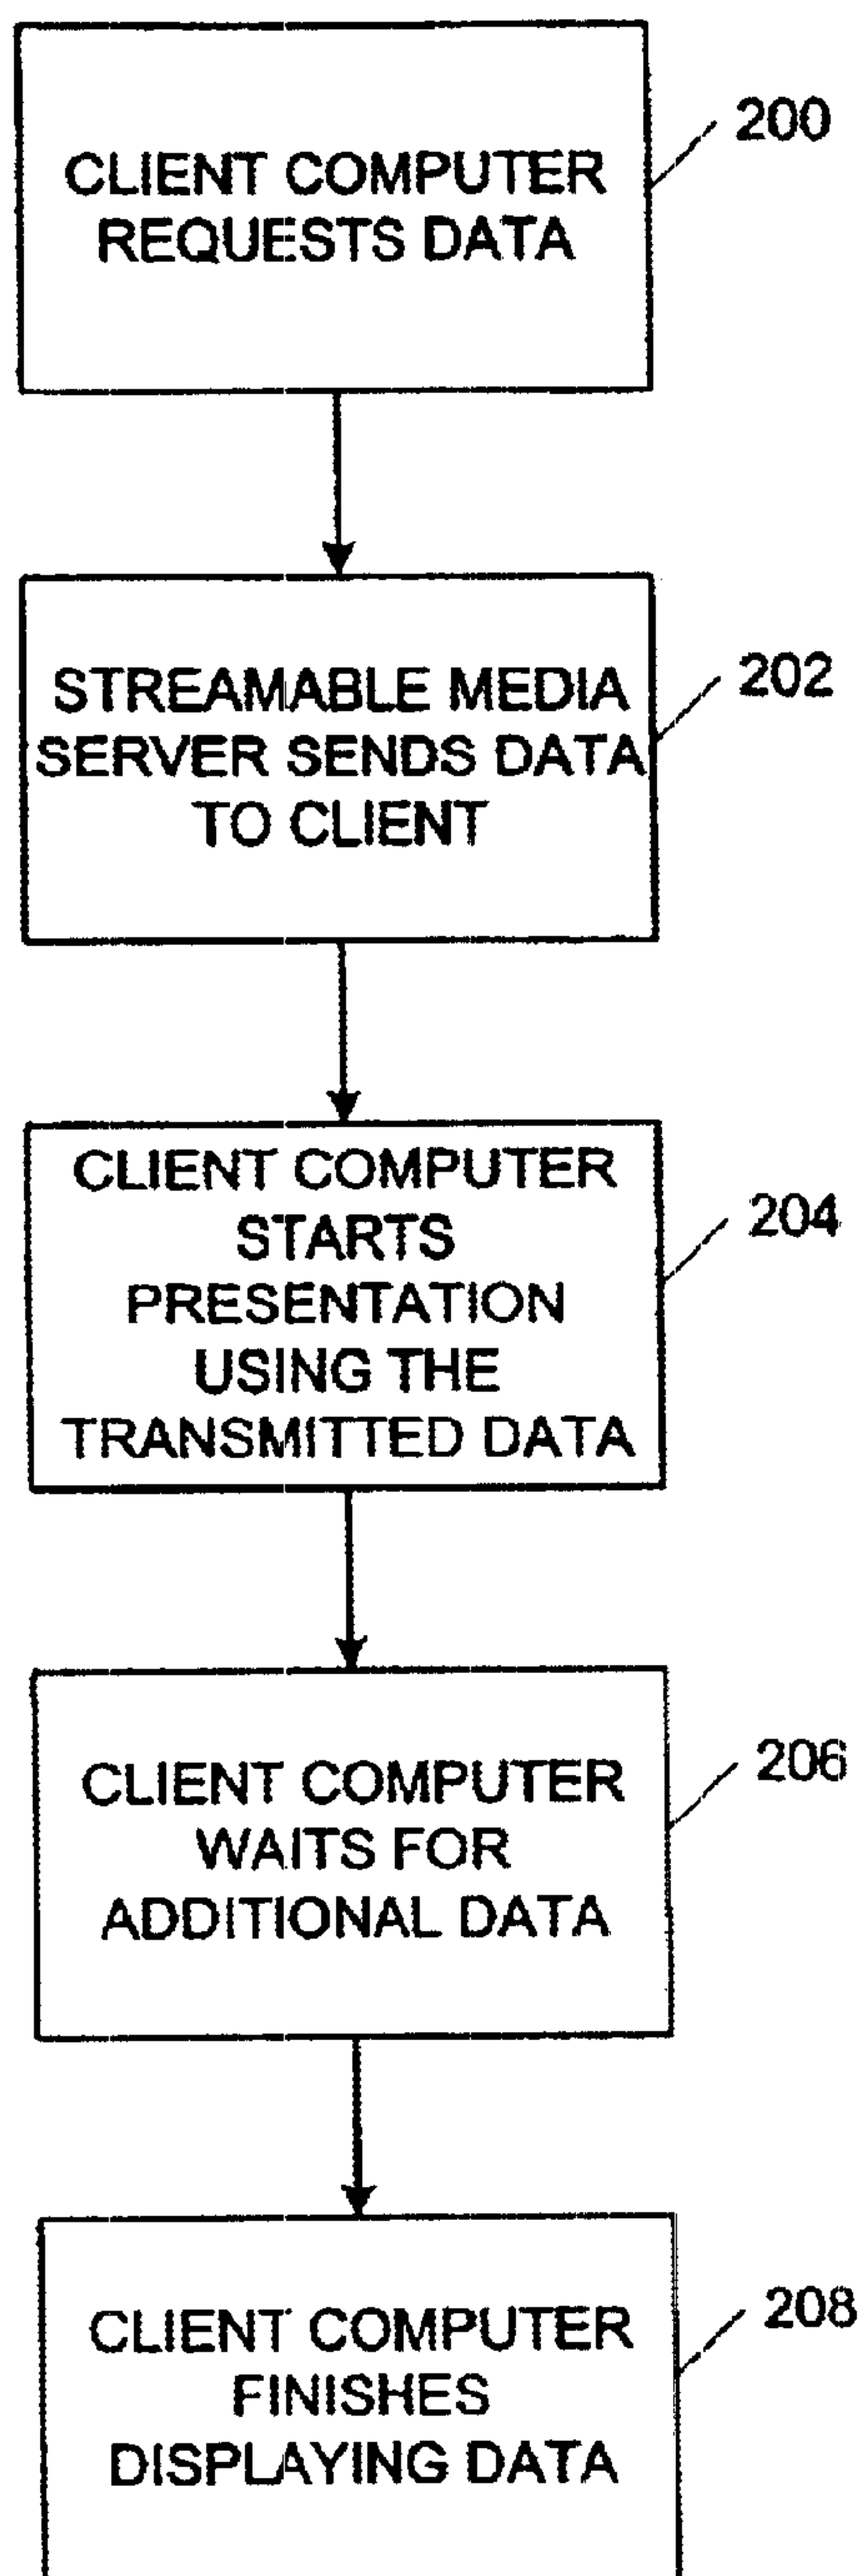 CLIENT COMPUTER
REQUESTS DATA
200
STREAMABLE MEDIA
SERVER SENDS DATA
TO CLIENT
202
CLIENT COMPUTER
STARTS
PRESENTATION
USING THE
TRANSMITTED DATA
204
CLIENT COMPUTER
WAITS FOR
ADDITIONAL DATA
206
CLIENT COMPUTER
FINISHES
DISPLAYING DATA
208